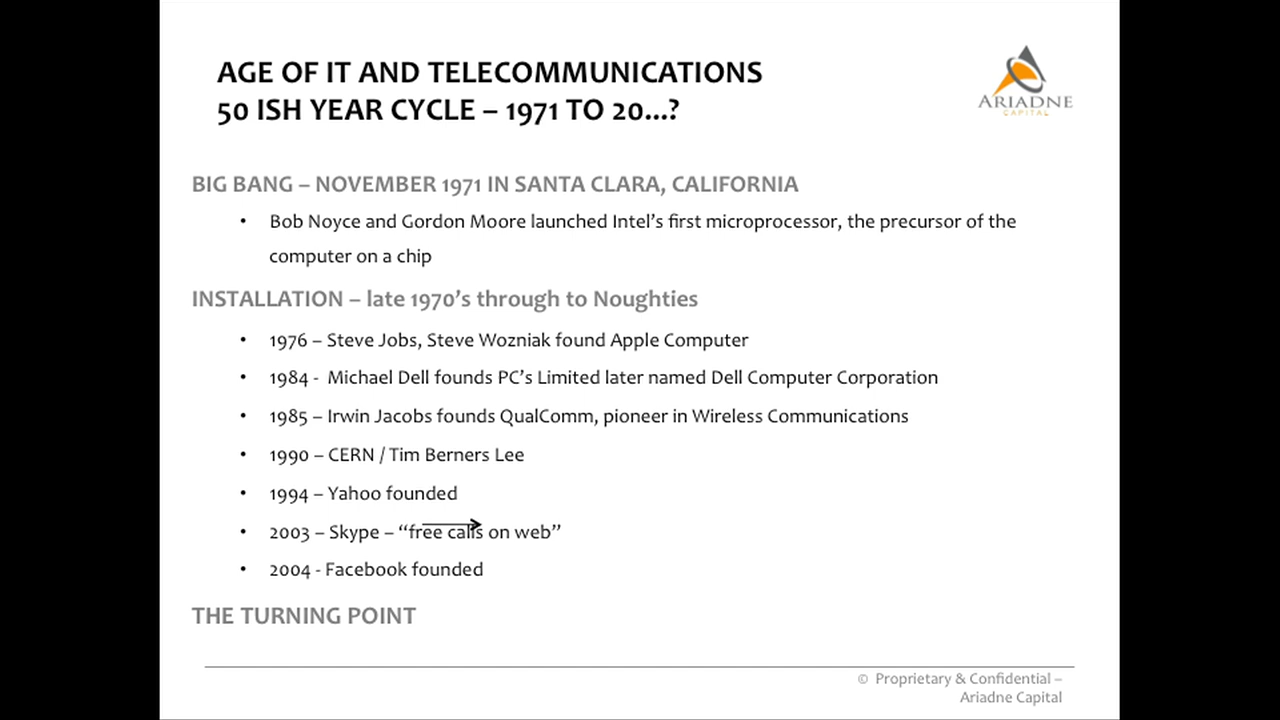 AGE OF IT AND TELECOMMUNICATIONS
50 ISH YEAR CYCLE – 1971 TO 20...?
ARIADNE
CAPITAL
BIG BANG – NOVEMBER 1971 IN SANTA CLARA, CALIFORNIA
• Bob Noyce and Gordon Moore launched Intel's first microprocessor, the precursor of the
computer on a chip
INSTALLATION – late 1970's through to Noughties
• 1976 – Steve Jobs, Steve Wozniak found Apple Computer
• 1984 - Michael Dell founds PC's Limited later named Dell Computer Corporation
• 1985 – Irwin Jacobs founds QualComm, pioneer in Wireless Communications
• 1990 – CERN / Tim Berners Lee
• 1994 – Yahoo founded
• 2003 – Skype – “free calls on web”
• 2004 - Facebook founded
THE TURNING POINT
© Proprietary & Confidential –
Ariadne Capital